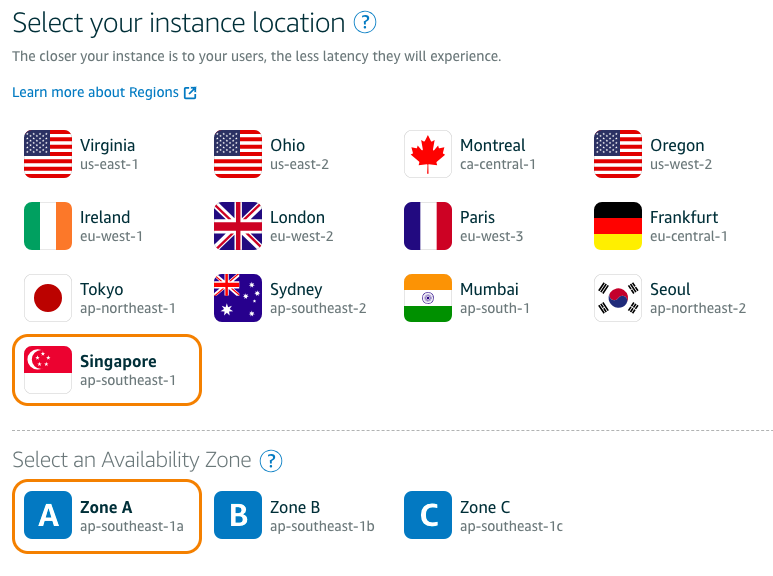 Select your instance location ?
The closer your instance is to your users, the less latency they will experience.
Learn more about Regions
Virginia
us-east-1
Ohio
us-east-2
Montreal
ca-central-1
Oregon
us-west-2
Ireland
eu-west-1
London
eu-west-2
Paris
eu-west-3
Frankfurt
eu-central-1
Tokyo
ap-northeast-1
Sydney
ap-southeast-2
Mumbai
ap-south-1
Seoul
ap-northeast-2
Singapore
ap-southeast-1
Select an Availability Zone ?
A
Zone A
ap-southeast-1a
B
Zone B
ap-southeast-1b
C
Zone C
ap-southeast-1c